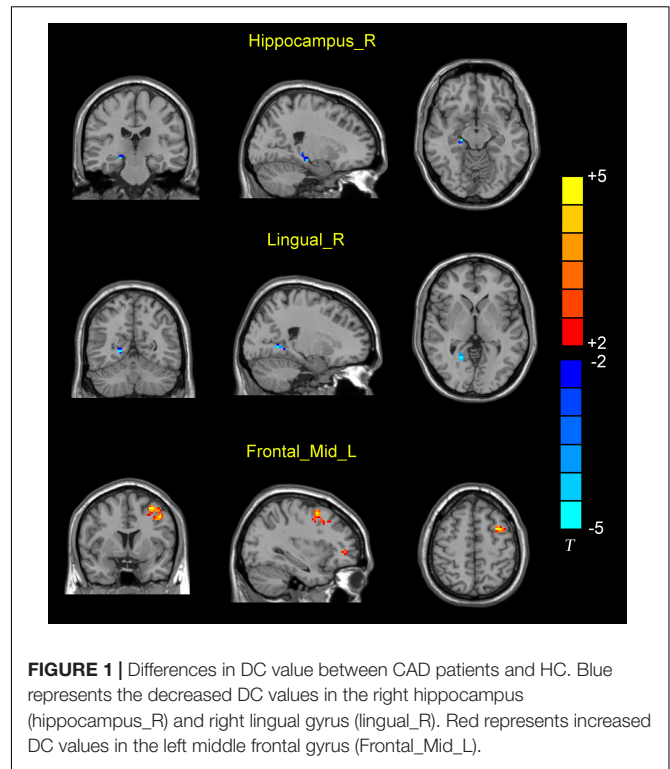 Hippocampus_R
+5
Lingual_R
+2
-2
Frontal_Mid_L
-5
T
FIGURE 1 | Differences in DC value between CAD patients and HC. Blue
represents the decreased DC values in the right hippocampus
(hippocampus_R) and right lingual gyrus (lingual_R). Red represents increased
DC values in the left middle frontal gyrus (Frontal_Mid_L).